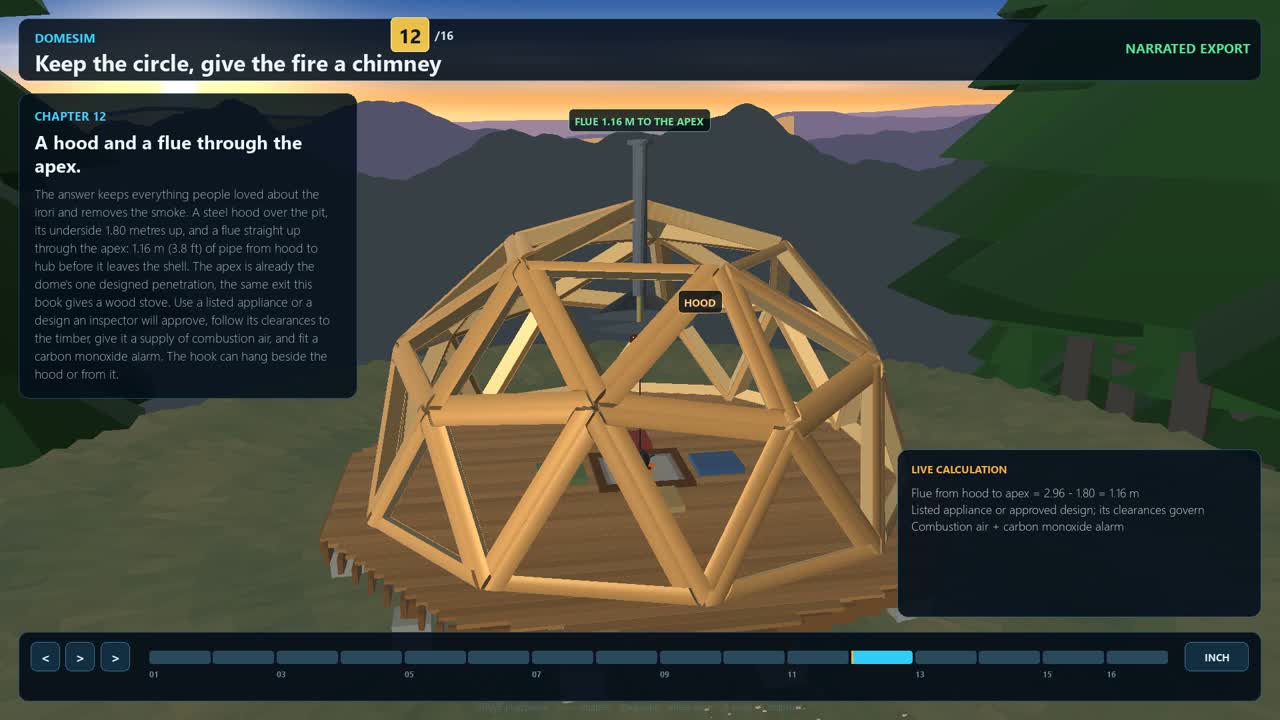 DOMESIM
Keep the circle, give the fire a chimney
12 /16
NARRATED EXPORT
CHAPTER 12
A hood and a flue through the
apex.
The answer keeps everything people loved about the
irori and removes the smoke. A steel hood over the pit,
its underside 1.80 metres up, and a flue straight up
through the apex: 1.16 m (3.8 ft) of pipe from hood to
hub before it leaves the shell. The apex is already the
dome's one designed penetration, the same exit this
book gives a wood stove. Use a listed appliance or a
design an inspector will approve, follow its clearances to
the timber, give it a supply of combustion air, and fit a
carbon monoxide alarm. The hook can hang beside the
hood or from it.
FLUE 1.16 M TO THE APEX
HOOD
LIVE CALCULATION
Flue from hood to apex = 2.96 - 1.80 = 1.16 m
Listed appliance or approved design; its clearances govern
Combustion air + carbon monoxide alarm
< > >
01 03 05 07 09 11 13 15 16
INCH